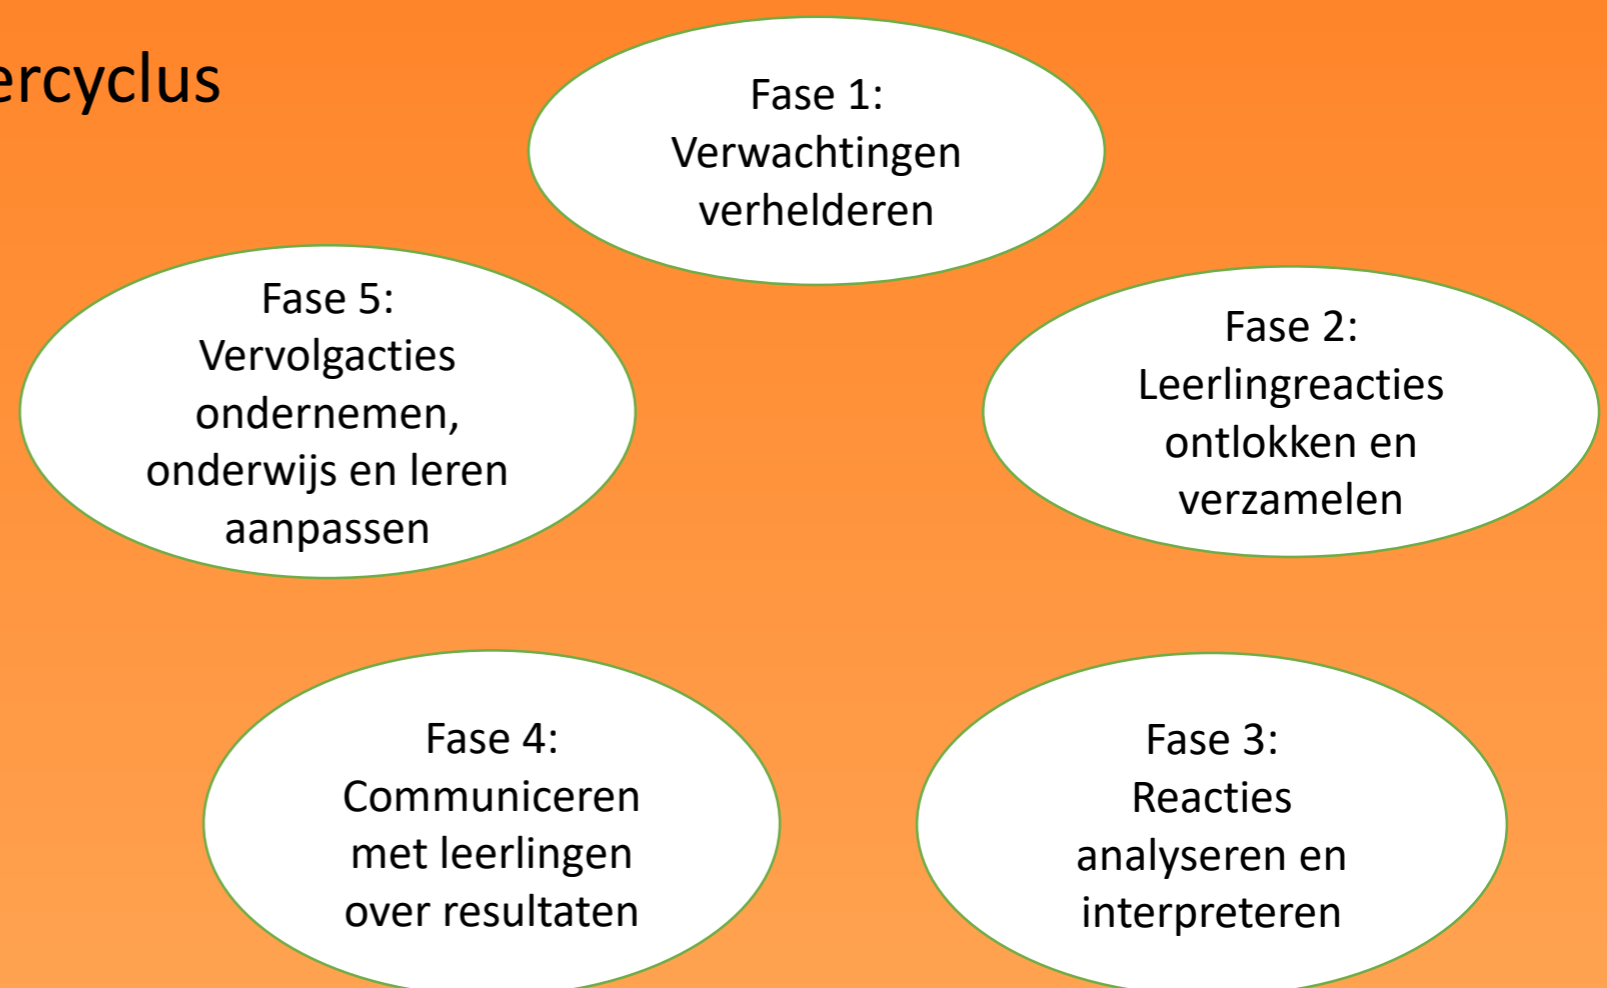 ercyclus
Fase 1:
Verwachtingen
verhelderen
Fase 2:
Leerlingreacties
ontlokken en
verzamelen
Fase 3:
Reacties
analyseren en
interpreteren
Fase 4:
Communiceren
met leerlingen
over resultaten
Fase 5:
Vervolgacties
ondernemen,
onderwijs en leren
aanpassen